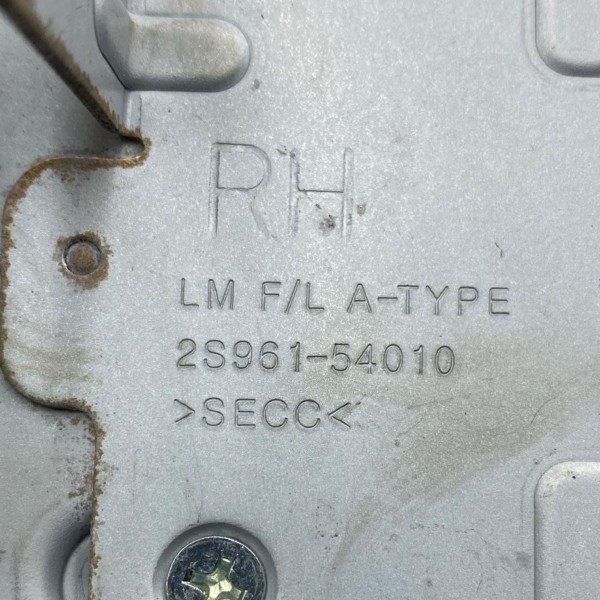 RH
LM F/L A-TYPE
2S961-54010
>SECC<